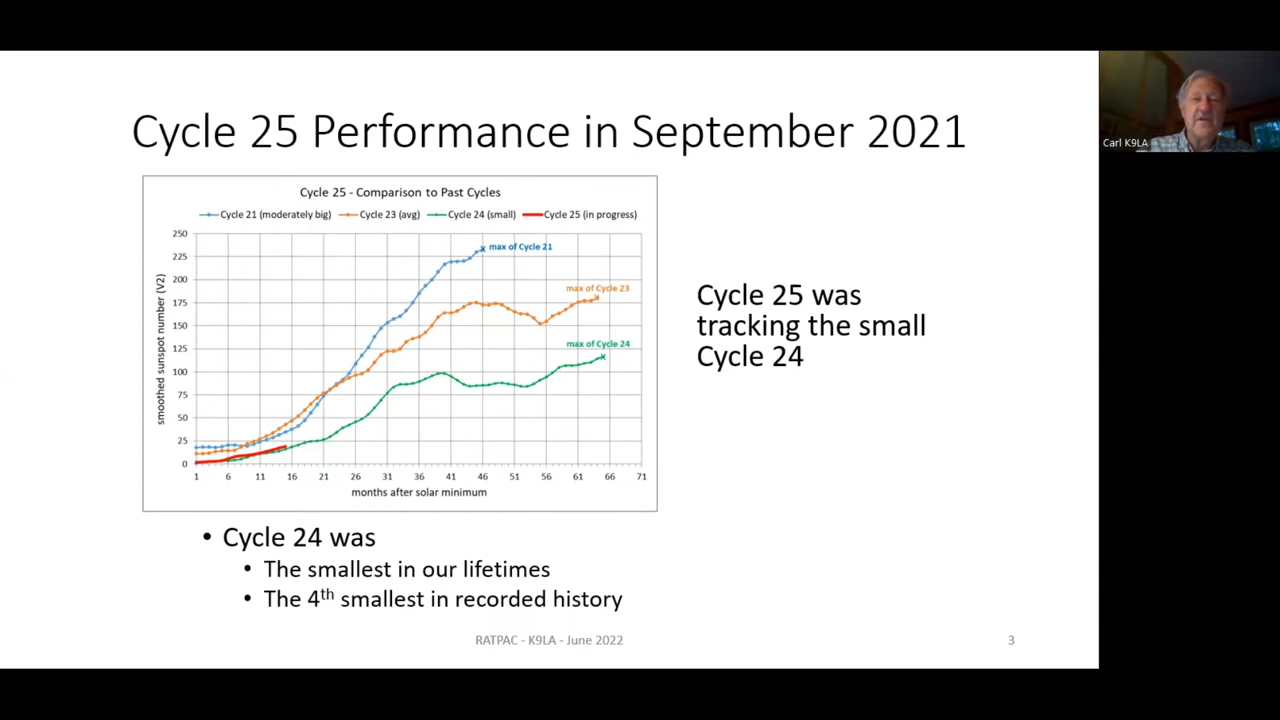 Cycle 25 Performance in September 2021
Carl K9LA
Cycle 25 - Comparison to Past Cycles
Cycle 21 (moderately big) Cycle 23 (avg) Cycle 24 (small) Cycle 25 (in progress)
smoothed sunspot number (V2)
250
225
200
175
150
125
100
75
50
25
0
max of Cycle 21
max of Cycle 23
max of Cycle 24
1 6 11 16 21 26 31 36 41 46 51 56 61 66 71
months after solar minimum
Cycle 25 was
tracking the small
Cycle 24
• Cycle 24 was
• The smallest in our lifetimes
• The 4th smallest in recorded history
RATPAC - K9LA - June 2022
3